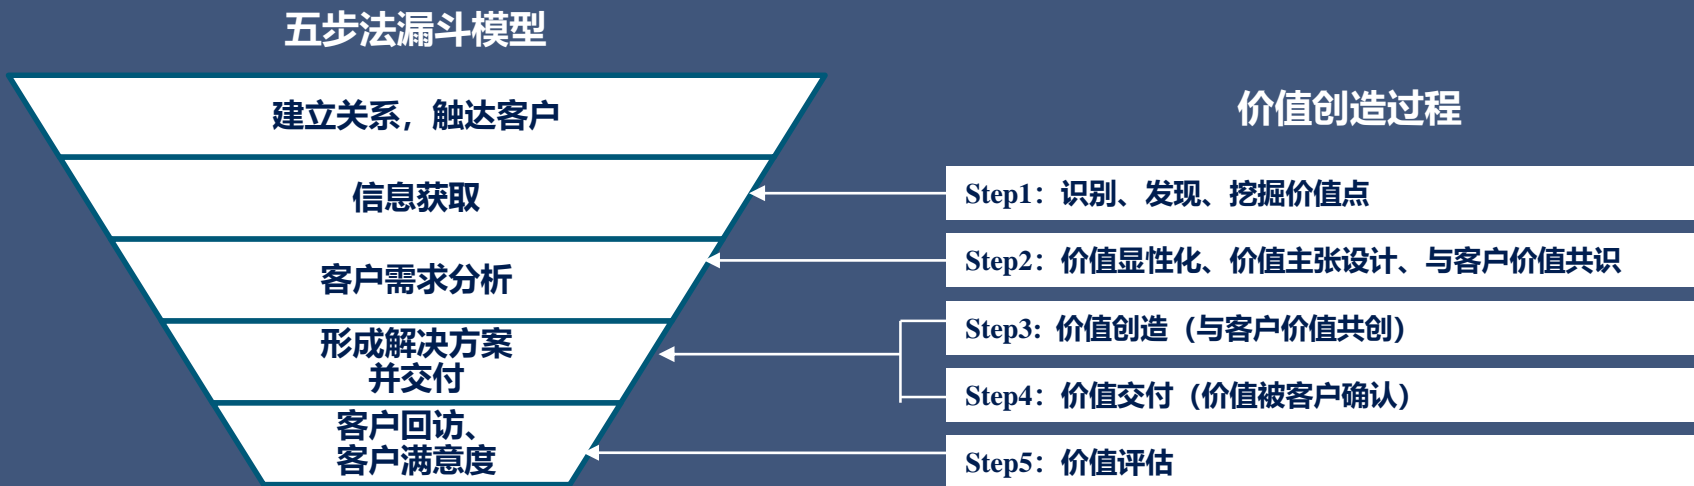 五步法漏斗模型
建立关系，触达客户
信息获取
客户需求分析
形成解决方案
并交付
客户回访、
客户满意度
价值创造过程
Step1：识别、发现、挖掘价值点
Step2：价值显性化、价值主张设计、与客户价值共识
Step3: 价值创造（与客户价值共创）
Step4：价值交付（价值被客户确认）
Step5：价值评估